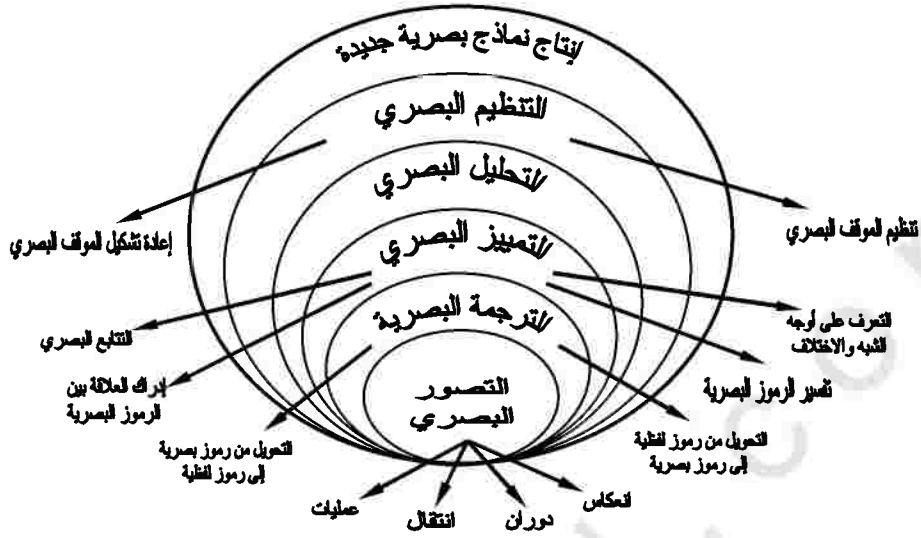 إنتاج نماذج بصرية جديدة
التنظيم البصري
التحليل البصري
تنظيم الموقف البصري
إعادة تشكيل الموقف البصري
التمييز البصري
التعرف على أوجه
الشبه والاختلاف
التتابع البصري
الترجمة البصرية
تفسير الرموز البصرية
إدراك العلاقة بين
الرموز البصرية
التصور
البصري
التحويل من رموز لفظية
إلى رموز بصرية
التحويل من رموز بصرية
إلى رموز لفظية
انعكاس
دوران
انتقال
عمليات